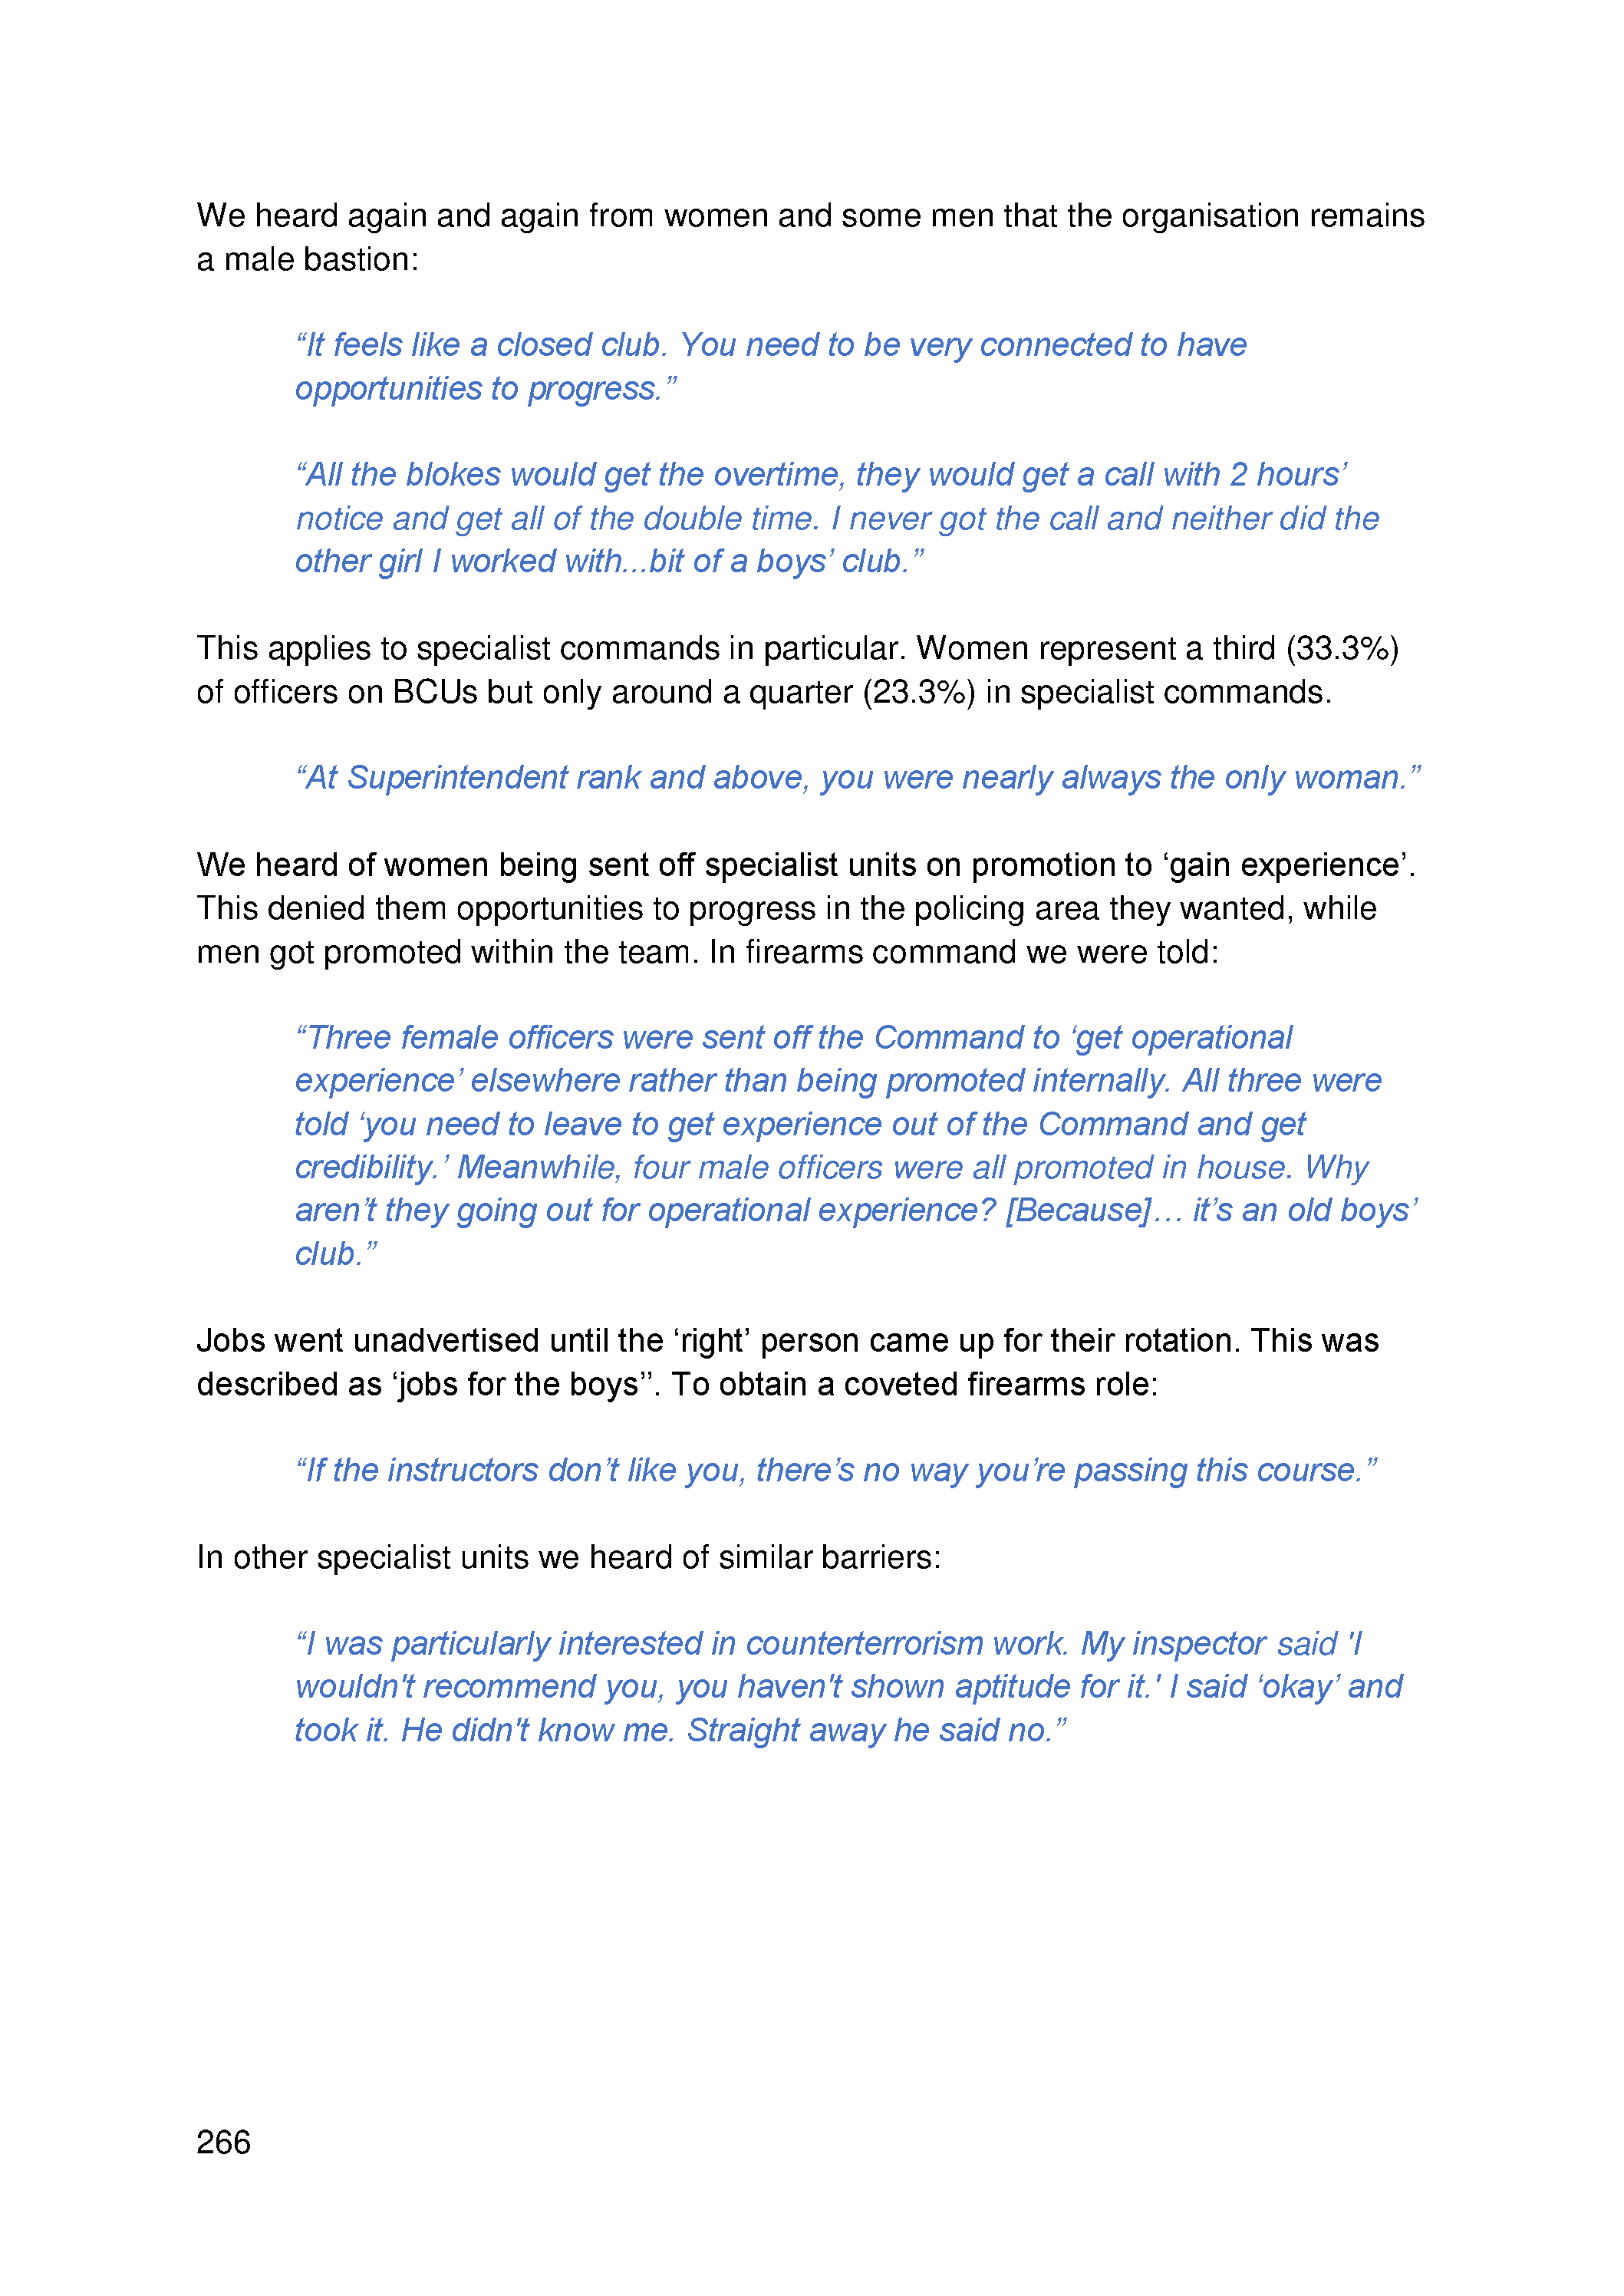 We heard again and again from women and some men that the organisation remains
a male bastion:
“It feels like a closed club. You need to be very connected to have
opportunities to progress.”
“All the blokes would get the overtime, they would get a call with 2 hours’
notice and get all of the double time. I never got the call and neither did the
other girl I worked with...bit of a boys’ club.”
This applies to specialist commands in particular. Women represent a third (33.3%)
of officers on BCUs but only around a quarter (23.3%) in specialist commands.
“At Superintendent rank and above, you were nearly always the only woman.”
We heard of women being sent off specialist units on promotion to ‘gain experience’.
This denied them opportunities to progress in the policing area they wanted, while
men got promoted within the team. In firearms command we were told:
“Three female officers were sent off the Command to ‘get operational
experience’ elsewhere rather than being promoted internally. All three were
told ‘you need to leave to get experience out of the Command and get
credibility.’ Meanwhile, four male officers were all promoted in house. Why
aren’t they going out for operational experience? [Because]… it’s an old boys’
club.”
Jobs went unadvertised until the ‘right’ person came up for their rotation. This was
described as ‘jobs for the boys”. To obtain a coveted firearms role:
“If the instructors don’t like you, there’s no way you’re passing this course.”
In other specialist units we heard of similar barriers:
“I was particularly interested in counterterrorism work. My inspector said 'I
wouldn't recommend you, you haven't shown aptitude for it.' I said ‘okay’ and
took it. He didn't know me. Straight away he said no.”
266